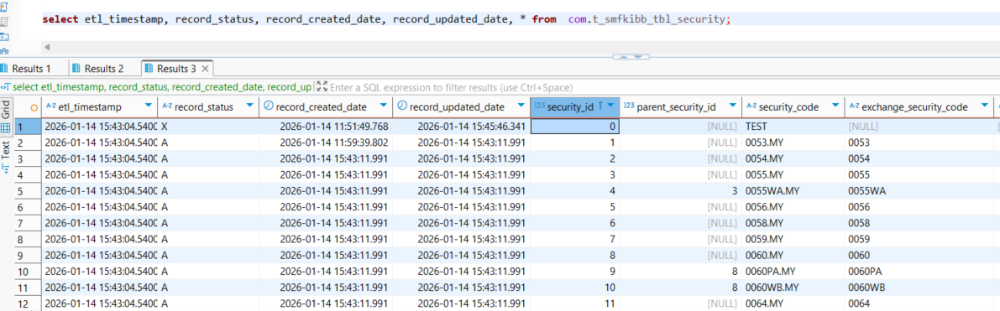 select etl_timestamp, record_status, record_created_date, record_updated_date, * from com.t_smfkibb_tbl_security;
Results 1 Results 2 Results 3
select etl_timestamp, record_status, record_created_date, record_up Enter a SQL expression to filter results (use Ctrl+Space)
Grid
Text
A-Z etl_timestamp A-Z record_status record_created_date record_updated_date 123 security_id 123 parent_security_id A-Z security_code A-Z exchange_security_code
1 2026-01-14 15:43:04.5400 X 2026-01-14 11:51:49.768 2026-01-14 15:45:46.341 0 [NULL] TEST [NULL]
2 2026-01-14 15:43:04.5400 A 2026-01-14 11:59:39.802 2026-01-14 15:43:11.991 1 [NULL] 0053.MY 0053
3 2026-01-14 15:43:04.5400 A 2026-01-14 15:43:11.991 2026-01-14 15:43:11.991 2 [NULL] 0054.MY 0054
4 2026-01-14 15:43:04.5400 A 2026-01-14 15:43:11.991 2026-01-14 15:43:11.991 3 [NULL] 0055.MY 0055
5 2026-01-14 15:43:04.5400 A 2026-01-14 15:43:11.991 2026-01-14 15:43:11.991 4 3 0055WA.MY 0055WA
6 2026-01-14 15:43:04.5400 A 2026-01-14 15:43:11.991 2026-01-14 15:43:11.991 5 [NULL] 0056.MY 0056
7 2026-01-14 15:43:04.5400 A 2026-01-14 15:43:11.991 2026-01-14 15:43:11.991 6 [NULL] 0058.MY 0058
8 2026-01-14 15:43:04.5400 A 2026-01-14 15:43:11.991 2026-01-14 15:43:11.991 7 [NULL] 0059.MY 0059
9 2026-01-14 15:43:04.5400 A 2026-01-14 15:43:11.991 2026-01-14 15:43:11.991 8 [NULL] 0060.MY 0060
10 2026-01-14 15:43:04.5400 A 2026-01-14 15:43:11.991 2026-01-14 15:43:11.991 9 8 0060PA.MY 0060PA
11 2026-01-14 15:43:04.5400 A 2026-01-14 15:43:11.991 2026-01-14 15:43:11.991 10 8 0060WB.MY 0060WB
12 2026-01-14 15:43:04.5400 A 2026-01-14 15:43:11.991 2026-01-14 15:43:11.991 11 [NULL] 0064.MY 0064